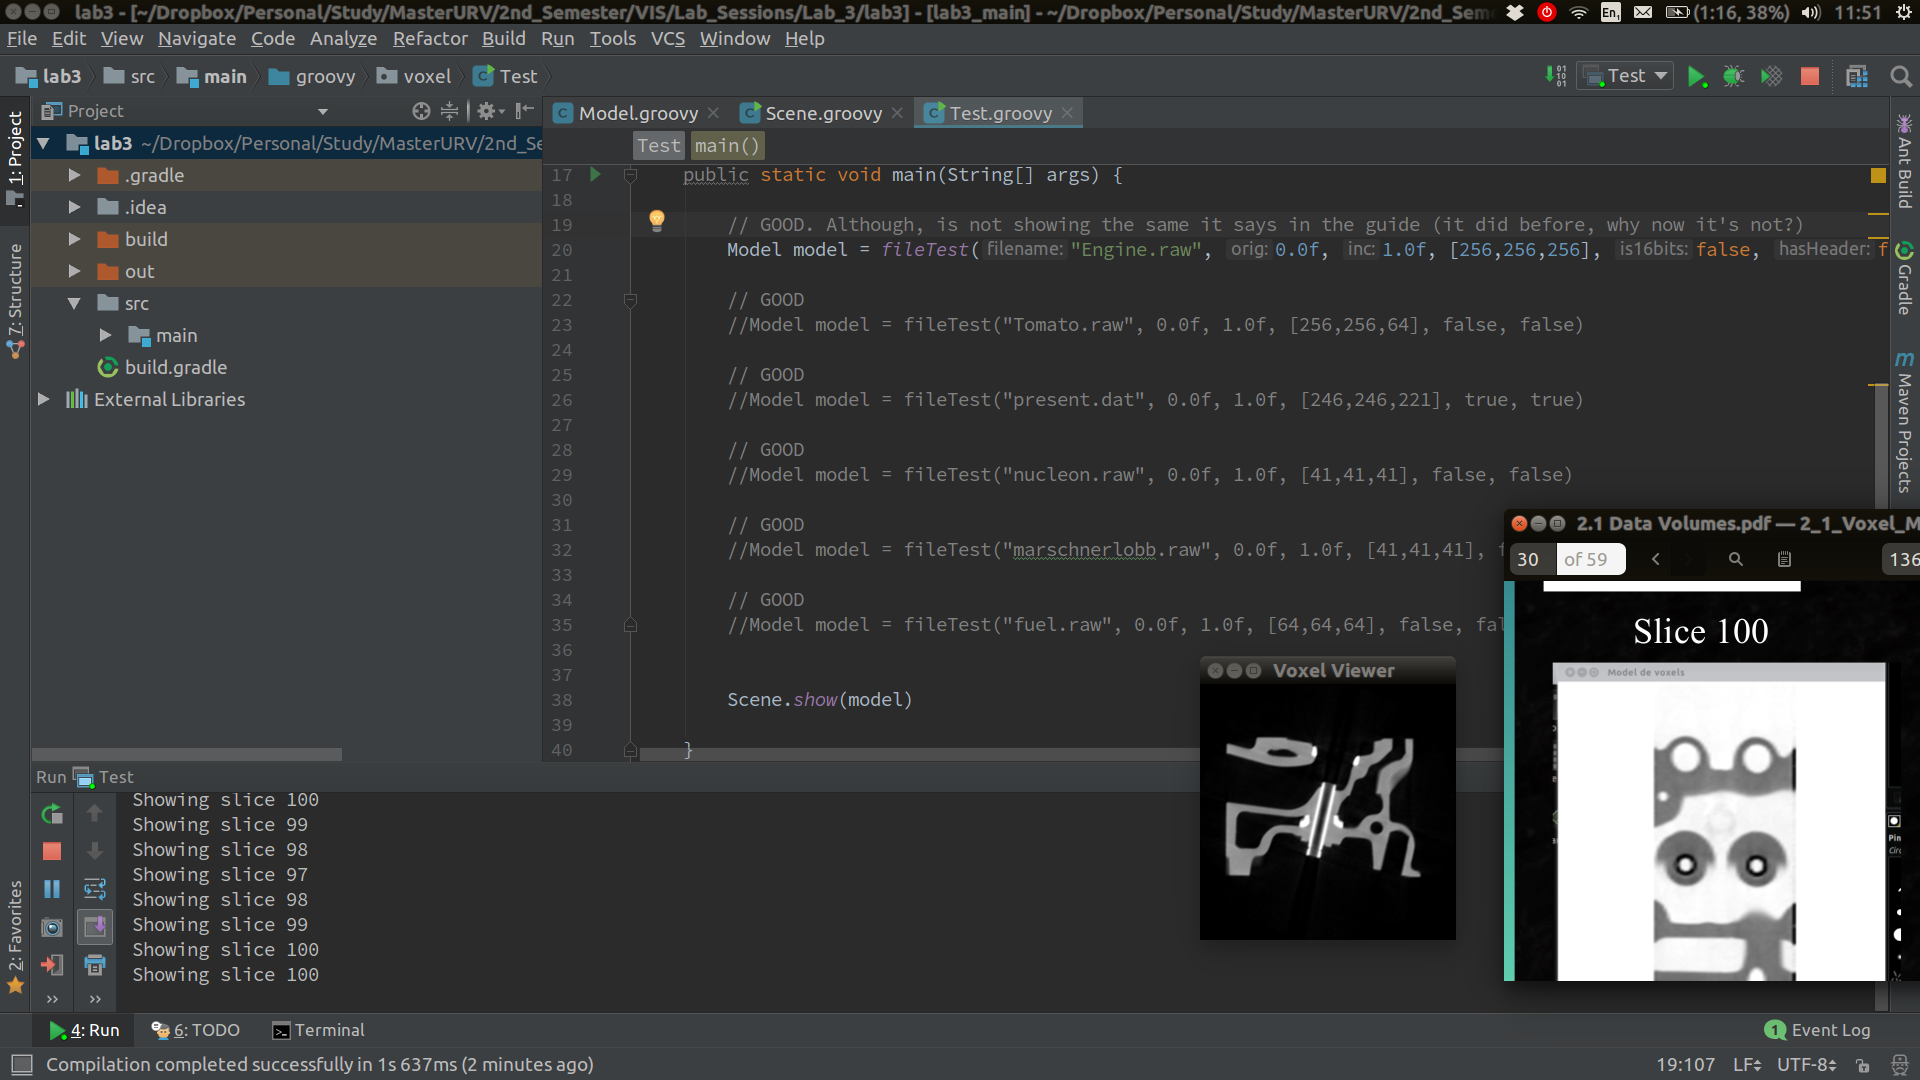 lab3 - [~/Dropbox/Personal/Study/MasterURV/2nd_Semester/VIS/Lab_Sessions/Lab_3/lab3] - [lab3_main] - ~/Dropbox/Personal/Study/MasterURV/2nd_Sem
En1 (1:16, 38%) 11:51
File Edit View Navigate Code Analyze Refactor Build Run Tools VCS Window Help
lab3 src main groovy voxel Test
Test
Project
Model.groovy Scene.groovy Test.groovy
Test main()
1: Project
7: Structure
2: Favorites
lab3 ~/Dropbox/Personal/Study/MasterURV/2nd_Se
.gradle
.idea
build
out
src
main
build.gradle
External Libraries
17 public static void main(String[] args) {
18
19 // GOOD. Although, is not showing the same it says in the guide (it did before, why now it's not?)
20 Model model = fileTest( filename: "Engine.raw", orig: 0.0f, inc: 1.0f, [256,256,256], is16bits: false, hasHeader: f
21
22 // GOOD
23 //Model model = fileTest("Tomato.raw", 0.0f, 1.0f, [256,256,64], false, false)
24
25 // GOOD
26 //Model model = fileTest("present.dat", 0.0f, 1.0f, [246,246,221], true, true)
27
28 // GOOD
29 //Model model = fileTest("nucleon.raw", 0.0f, 1.0f, [41,41,41], false, false)
30
31 // GOOD
32 //Model model = fileTest("marschnerlobb.raw", 0.0f, 1.0f, [41,41,41], f
33
34 // GOOD
35 //Model model = fileTest("fuel.raw", 0.0f, 1.0f, [64,64,64], false, fal
36
37
38 Scene.show(model)
39
40 }
Ant Build
Gradle
Maven Projects
2.1 Data Volumes.pdf — 2_1_Voxel_M
30 of 59 136
Slice 100
Model de voxels
Voxel Viewer
Run Test
Showing slice 100
Showing slice 99
Showing slice 98
Showing slice 97
Showing slice 98
Showing slice 99
Showing slice 100
Showing slice 100
4: Run 6: TODO Terminal
1 Event Log
Compilation completed successfully in 1s 637ms (2 minutes ago)
19:107 LF UTF-8